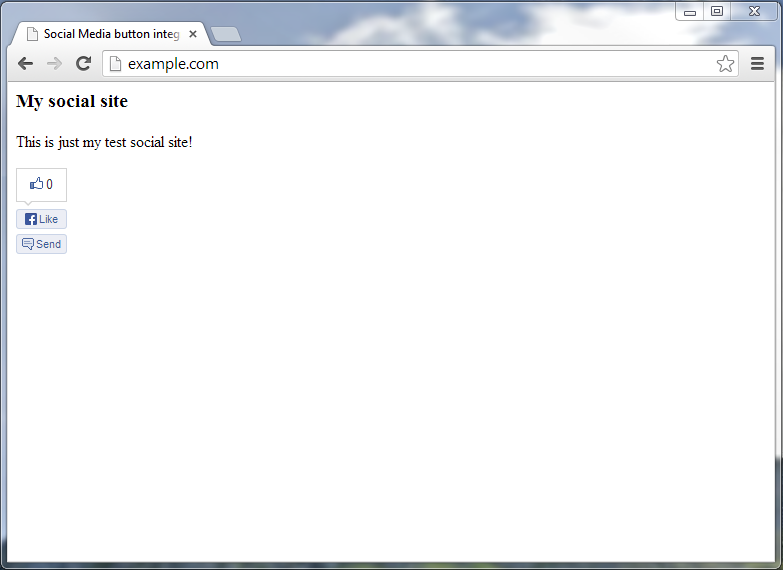 Social Media button integ
example.com
My social site
This is just my test social site!
0
Like
Send